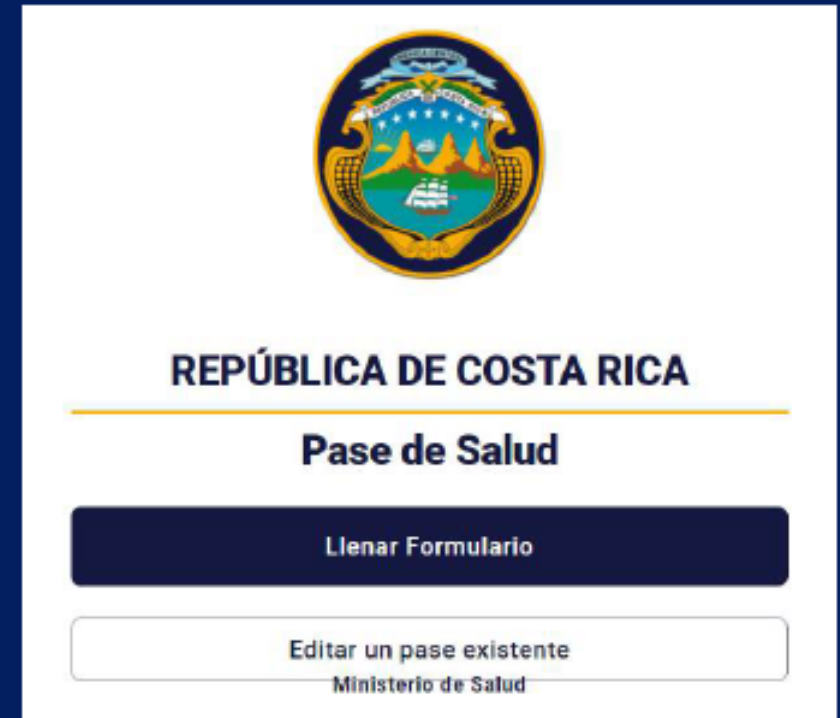 REPÚBLICA DE COSTA RICA
Pase de Salud
Llenar Formulario
Editar un pase existente
Ministerio de Salud